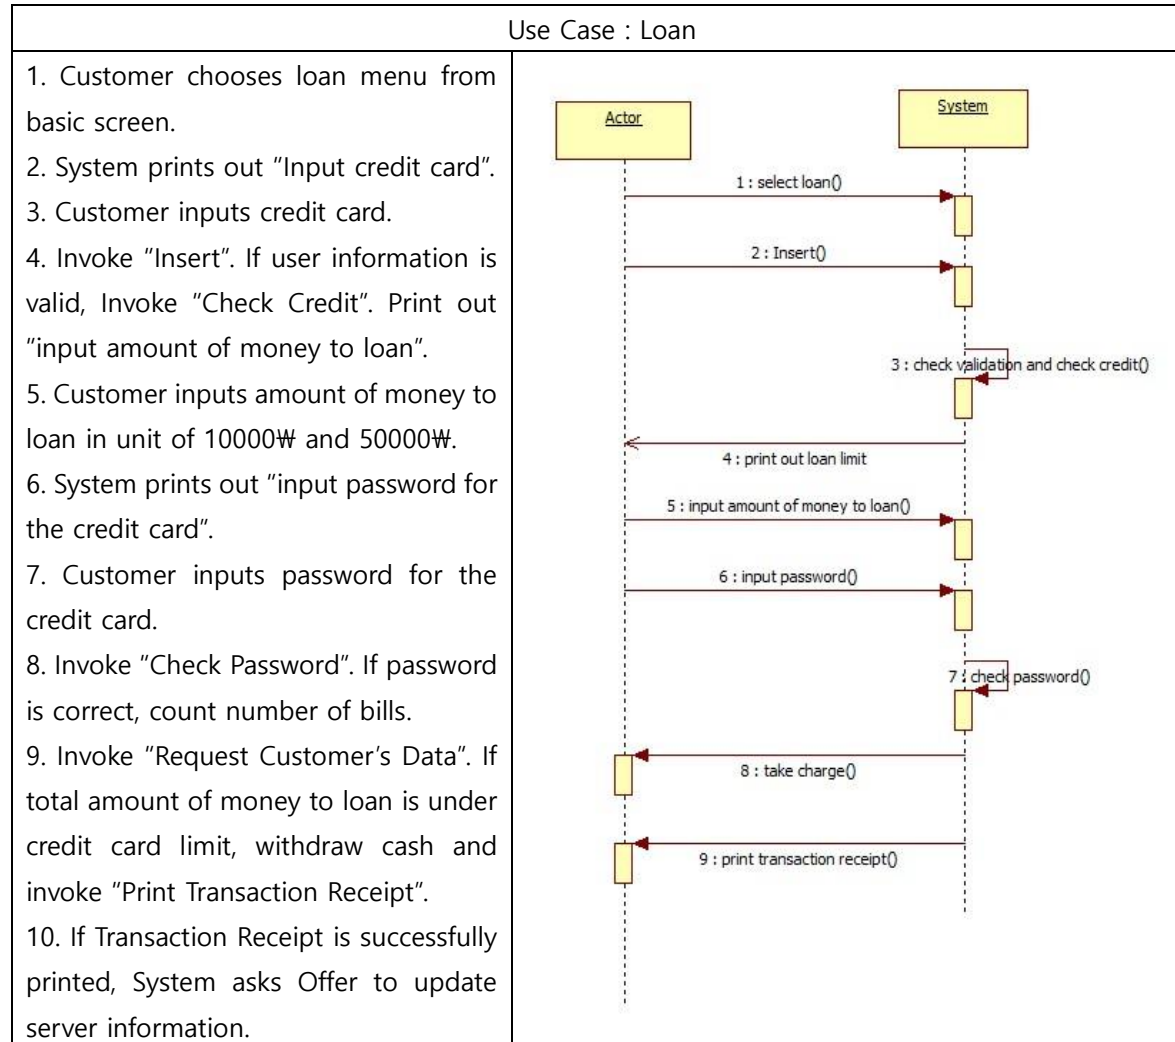 Use Case : Loan
1. Customer chooses loan menu from
basic screen.
2. System prints out “Input credit card”.
3. Customer inputs credit card.
4. Invoke “Insert”. If user information is
valid, Invoke “Check Credit”. Print out
“input amount of money to loan”.
5. Customer inputs amount of money to
loan in unit of 10000₩ and 50000₩.
6. System prints out “input password for
the credit card”.
7. Customer inputs password for the
credit card.
8. Invoke “Check Password”. If password
is correct, count number of bills.
9. Invoke “Request Customer’s Data”. If
total amount of money to loan is under
credit card limit, withdraw cash and
invoke “Print Transaction Receipt”.
10. If Transaction Receipt is successfully
printed, System asks Offer to update
server information.
Actor
System
1 : select loan()
2 : Insert()
3 : check validation and check credit()
4 : print out loan limit
5 : input amount of money to loan()
6 : input password()
7 : check password()
8 : take charge()
9 : print transaction receipt()